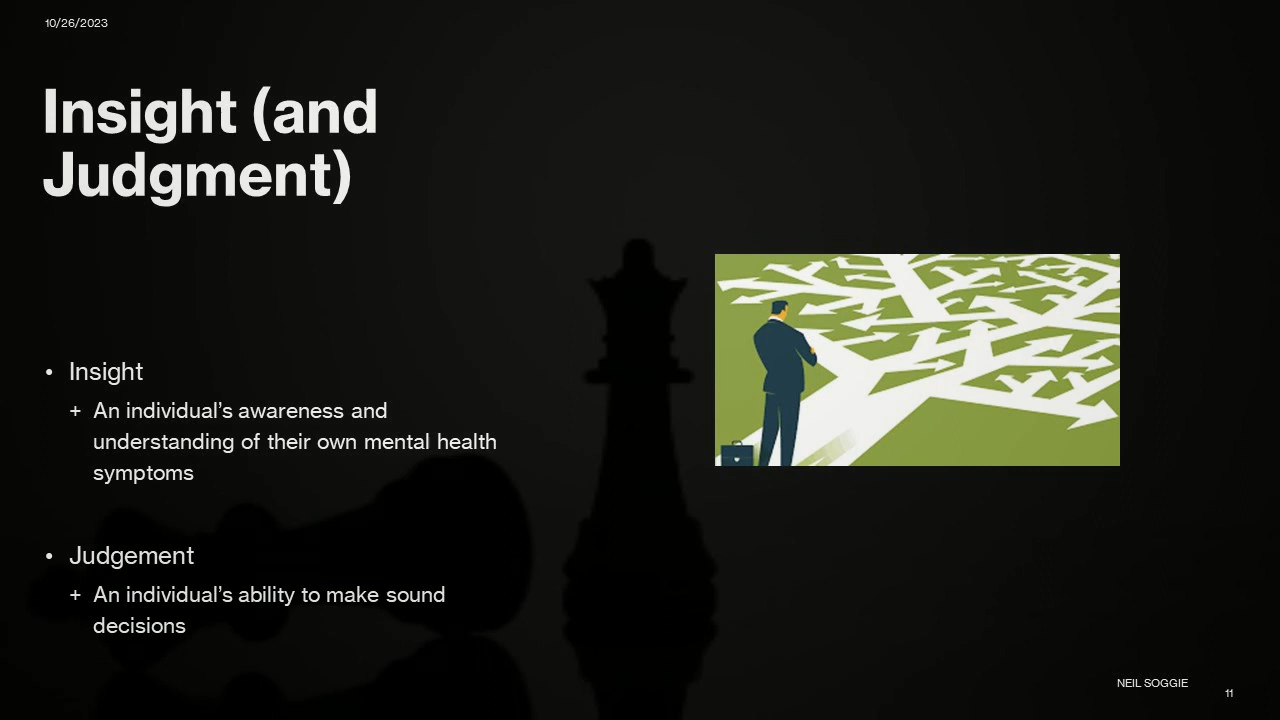 10/26/2023
Insight (and
Judgment)
• Insight
+ An individual’s awareness and
understanding of their own mental health
symptoms
• Judgement
+ An individual’s ability to make sound
decisions
NEIL SOGGIE
11